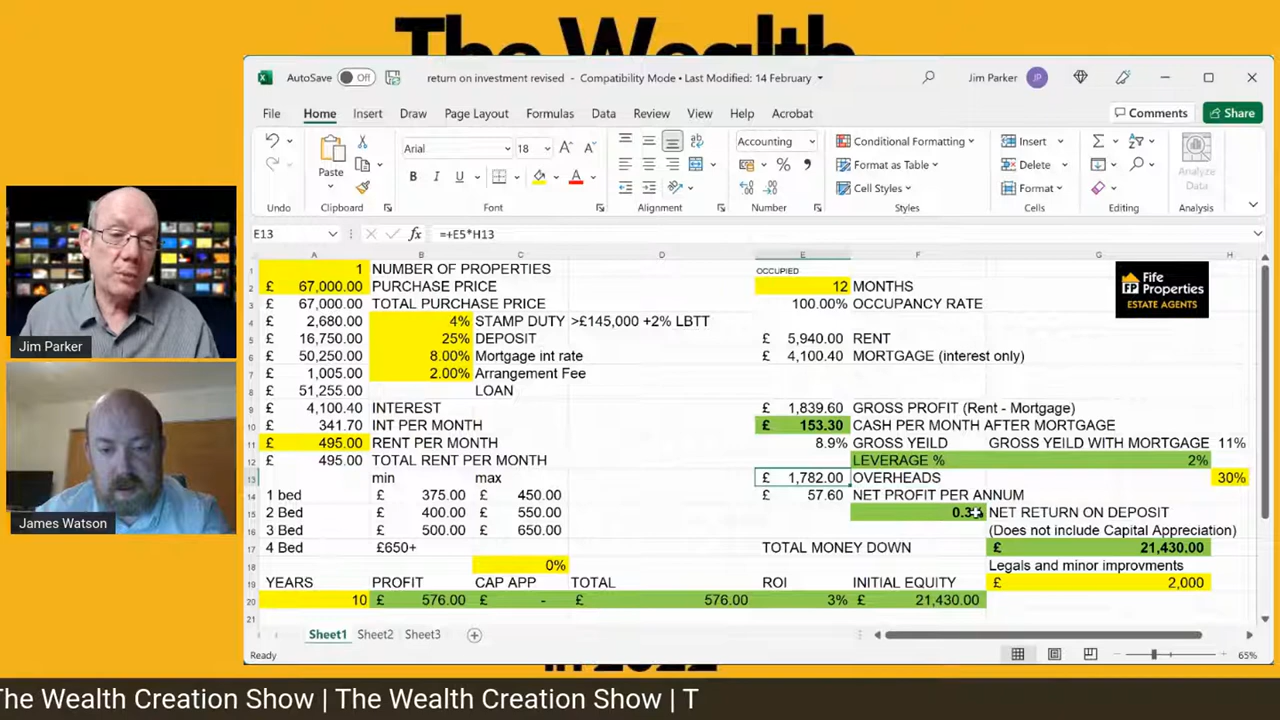 The Wealth
AutoSave Off return on investment revised - Compatibility Mode • Last Modified: 14 February Jim Parker JP
File Home Insert Draw Page Layout Formulas Data Review View Help Acrobat Comments Share
Paste Arial 18 Accounting Conditional Formatting Insert
Format as Table Delete Analyze Data
B I U Cell Styles Format
Undo Clipboard Font Alignment Number Styles Cells Editing Analysis
E13 fx =+E5*H13
A B C D E F G H
1 1 NUMBER OF PROPERTIES OCCUPIED
2 £ 67,000.00 PURCHASE PRICE 12 MONTHS
3 £ 67,000.00 TOTAL PURCHASE PRICE 100.00% OCCUPANCY RATE
4 £ 2,680.00 4% STAMP DUTY >£145,000 +2% LBTT
5 £ 16,750.00 25% DEPOSIT £ 5,940.00 RENT
6 £ 50,250.00 8.00% Mortgage int rate £ 4,100.40 MORTGAGE (interest only)
7 £ 1,005.00 2.00% Arrangement Fee
8 £ 51,255.00 LOAN
9 £ 4,100.40 INTEREST £ 1,839.60 GROSS PROFIT (Rent - Mortgage)
10 £ 341.70 INT PER MONTH £ 153.30 CASH PER MONTH AFTER MORTGAGE
11 £ 495.00 RENT PER MONTH 8.9% GROSS YEILD GROSS YEILD WITH MORTGAGE 11%
12 £ 495.00 TOTAL RENT PER MONTH LEVERAGE % 2%
13 min max £ 1,782.00 OVERHEADS 30%
14 1 bed £ 375.00 £ 450.00 £ 57.60 NET PROFIT PER ANNUM
15 2 Bed £ 400.00 £ 550.00 0.3% NET RETURN ON DEPOSIT
16 3 Bed £ 500.00 £ 650.00 (Does not include Capital Appreciation)
17 4 Bed £650+ TOTAL MONEY DOWN £ 21,430.00
18 0% Legals and minor improvments
19 YEARS PROFIT CAP APP TOTAL ROI INITIAL EQUITY £ 2,000
20 10 £ 576.00 £ - £ 576.00 3% £ 21,430.00
21
Fife
FP Properties
ESTATE AGENTS
Jim Parker
James Watson
Sheet1 Sheet2 Sheet3
Ready 65%
in 2022
The Wealth Creation Show | The Wealth Creation Show | T